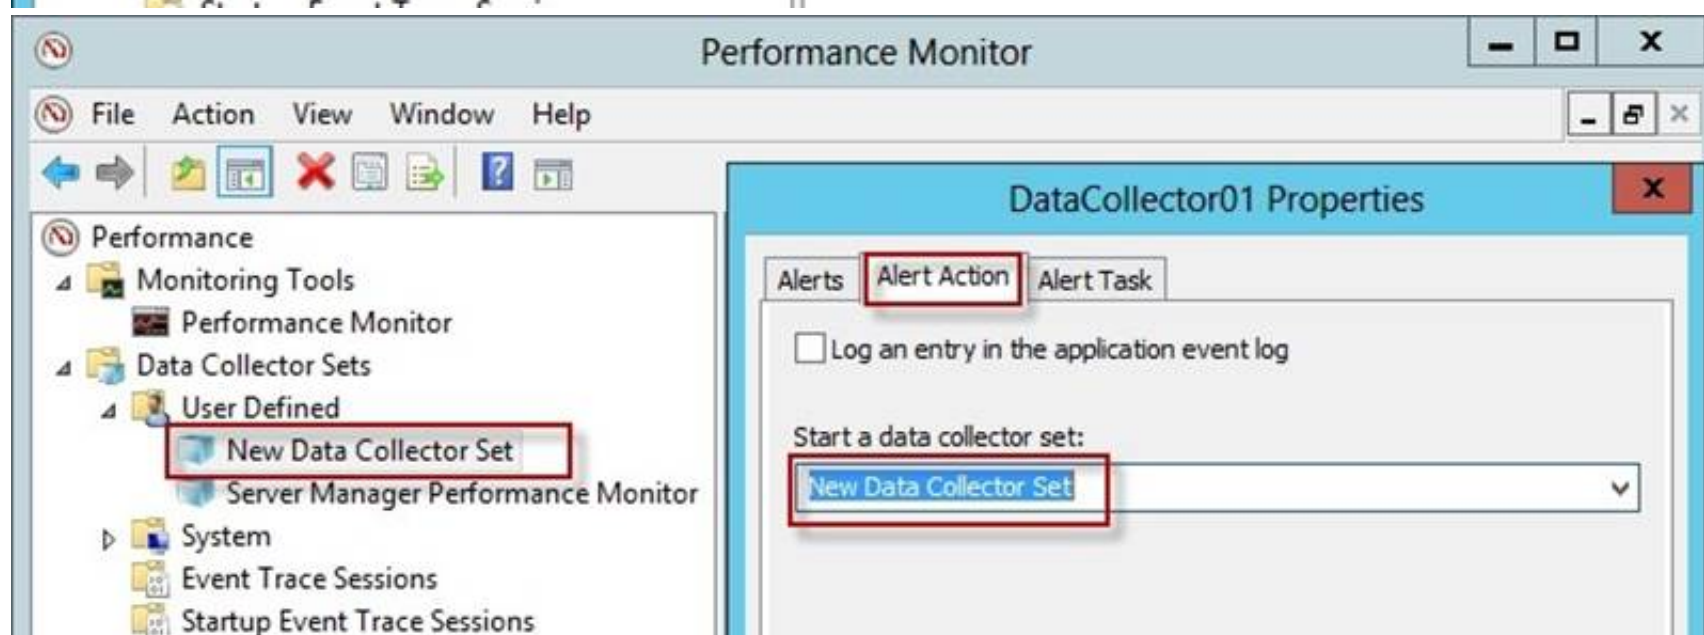 Performance Monitor
File Action View Window Help
DataCollector01 Properties
Performance
Monitoring Tools
Performance Monitor
Data Collector Sets
User Defined
New Data Collector Set
Server Manager Performance Monitor
System
Event Trace Sessions
Startup Event Trace Sessions
Alerts Alert Action Alert Task
Log an entry in the application event log
Start a data collector set:
New Data Collector Set